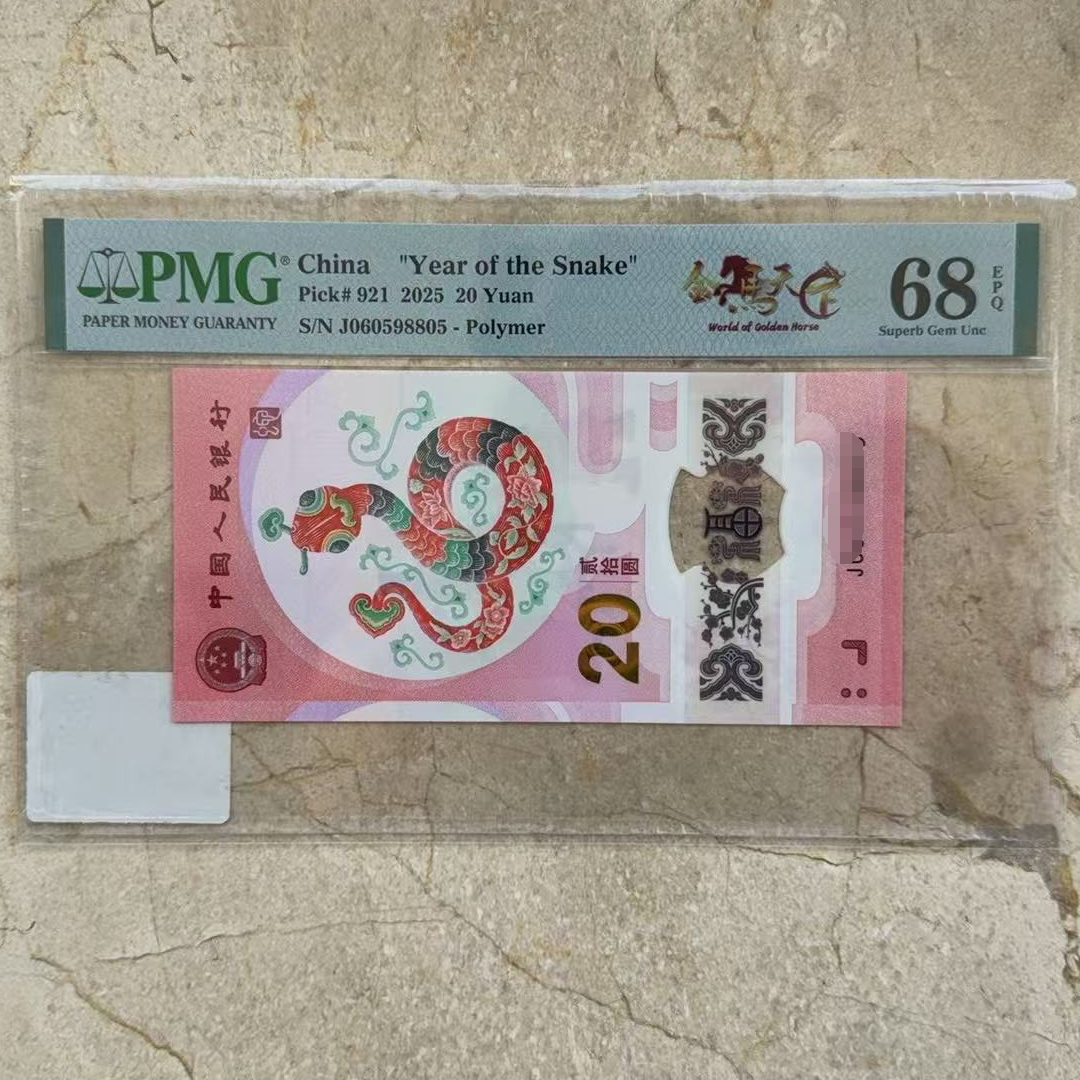 PMG®
PAPER MONEY GUARANTY
China "Year of the Snake"
Pick# 921 2025 20 Yuan
S/N J060598805 - Polymer
World of Golden Horse
68
EPQ
Superb Gem Unc
中国人民银行
贰拾圆
20